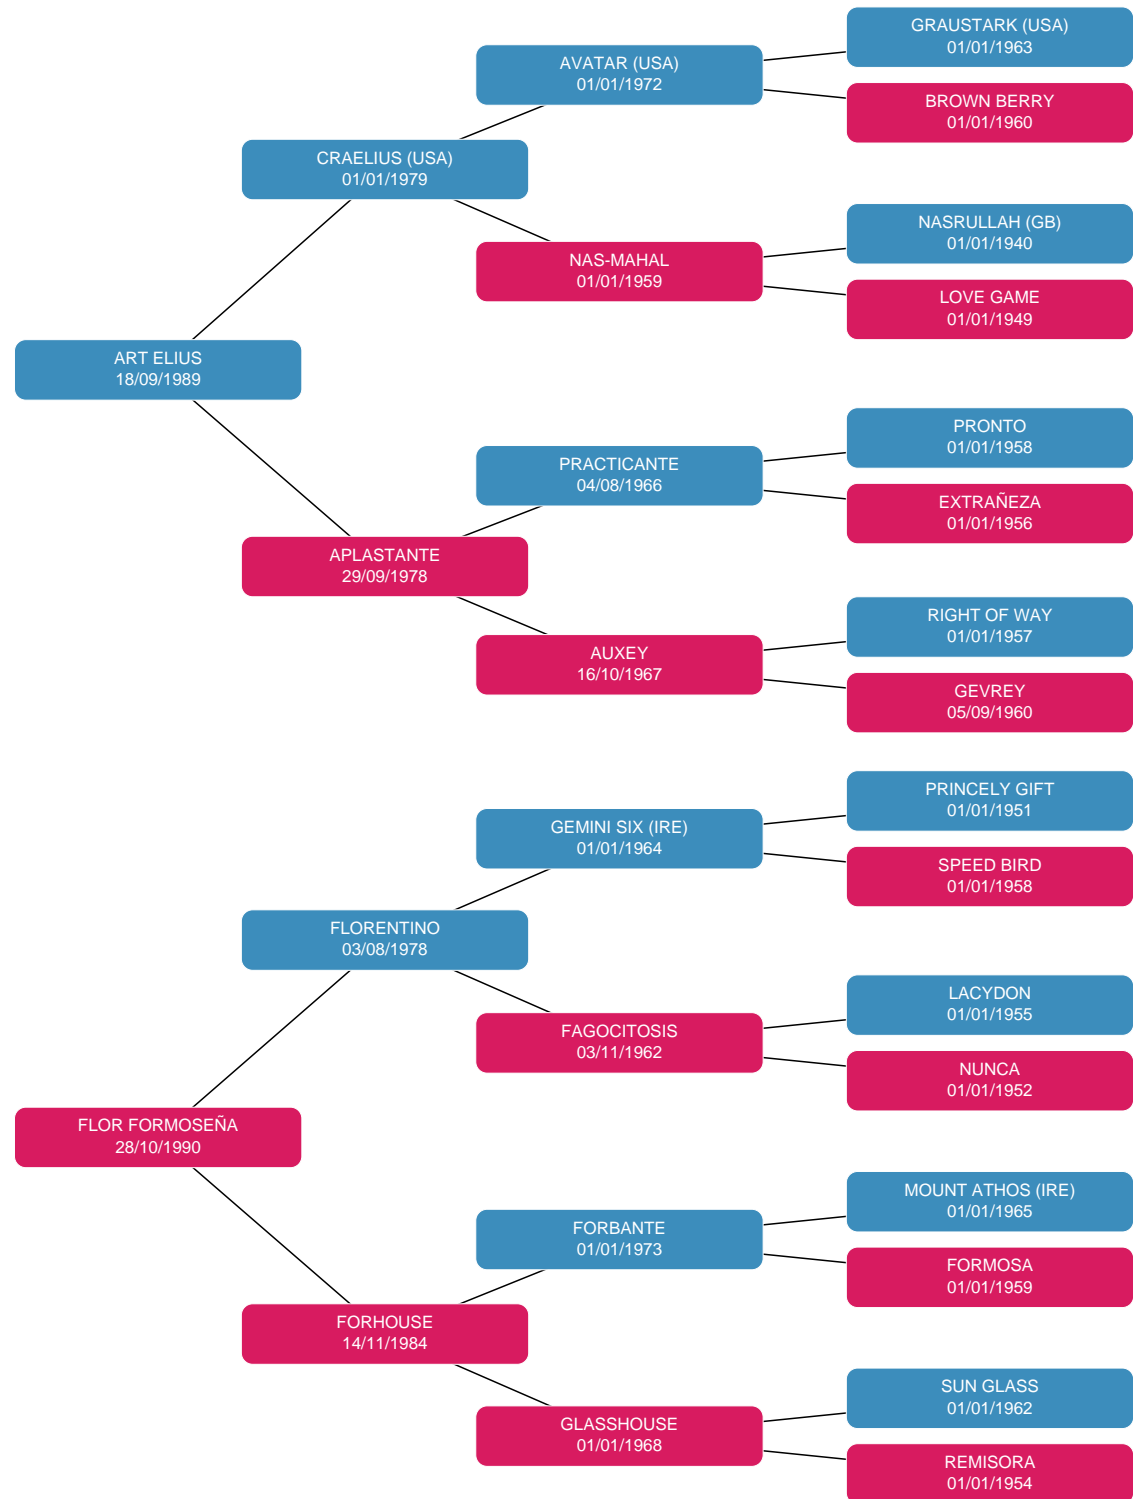 GRAUSTARK (USA)
01/01/1963
AVATAR (USA)
01/01/1972
BROWN BERRY
01/01/1960
CRAELIUS (USA)
01/01/1979
NASRULLAH (GB)
01/01/1940
NAS-MAHAL
01/01/1959
LOVE GAME
01/01/1949
ART ELIUS
18/09/1989
PRONTO
01/01/1958
PRACTICANTE
04/08/1966
EXTRAÑEZA
01/01/1956
APLASTANTE
29/09/1978
RIGHT OF WAY
01/01/1957
AUXEY
16/10/1967
GEVREY
05/09/1960
PRINCELY GIFT
01/01/1951
GEMINI SIX (IRE)
01/01/1964
SPEED BIRD
01/01/1958
FLORENTINO
03/08/1978
LACYDON
01/01/1955
FAGOCITOSIS
03/11/1962
NUNCA
01/01/1952
FLOR FORMOSEÑA
28/10/1990
MOUNT ATHOS (IRE)
01/01/1965
FORBANTE
01/01/1973
FORMOSA
01/01/1959
FORHOUSE
14/11/1984
SUN GLASS
01/01/1962
GLASSHOUSE
01/01/1968
REMISORA
01/01/1954